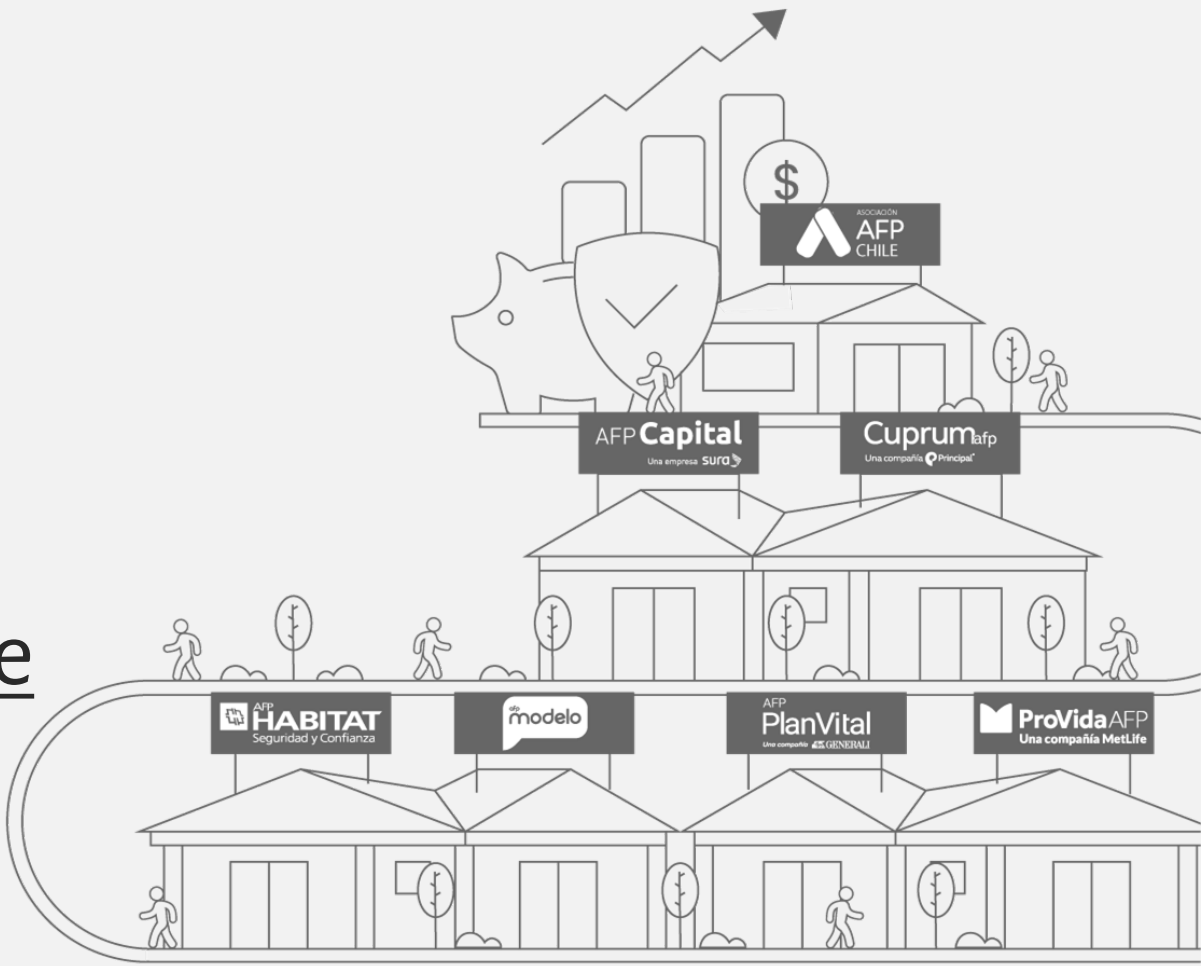 $
ASOCIACIÓN
AFP
CHILE
AFP Capital
Una empresa sura
Cuprum afp
Una compañía Principal
e
AFP
HABITAT
Seguridad y Confianza
afp
modelo
AFP
PlanVital
Una compañía GENERALI
ProVida AFP
Una compañía MetLife